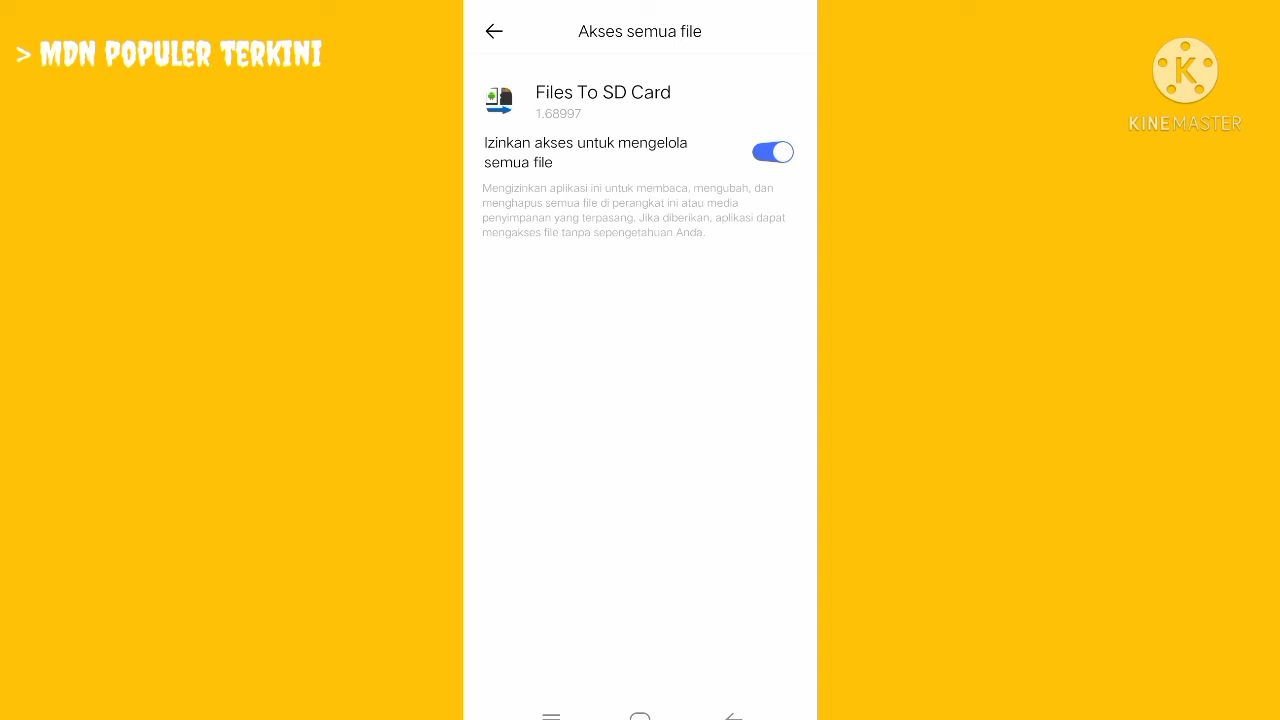 > MDN POPULER TERKINI
Akses semua file
Files To SD Card
1.68997
Izinkan akses untuk mengelola
semua file
Mengizinkan aplikasi ini untuk membaca, mengubah, dan
menghapus semua file di perangkat ini atau media
penyimpanan yang terpasang. Jika diberikan, aplikasi dapat
mengakses file tanpa sepengetahuan Anda.
K
KINEMASTER